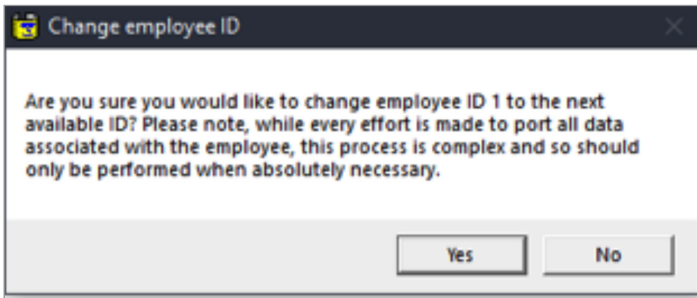 Change employee ID
Are you sure you would like to change employee ID 1 to the next
available ID? Please note, while every effort is made to port all data
associated with the employee, this process is complex and so should
only be performed when absolutely necessary.
Yes
No